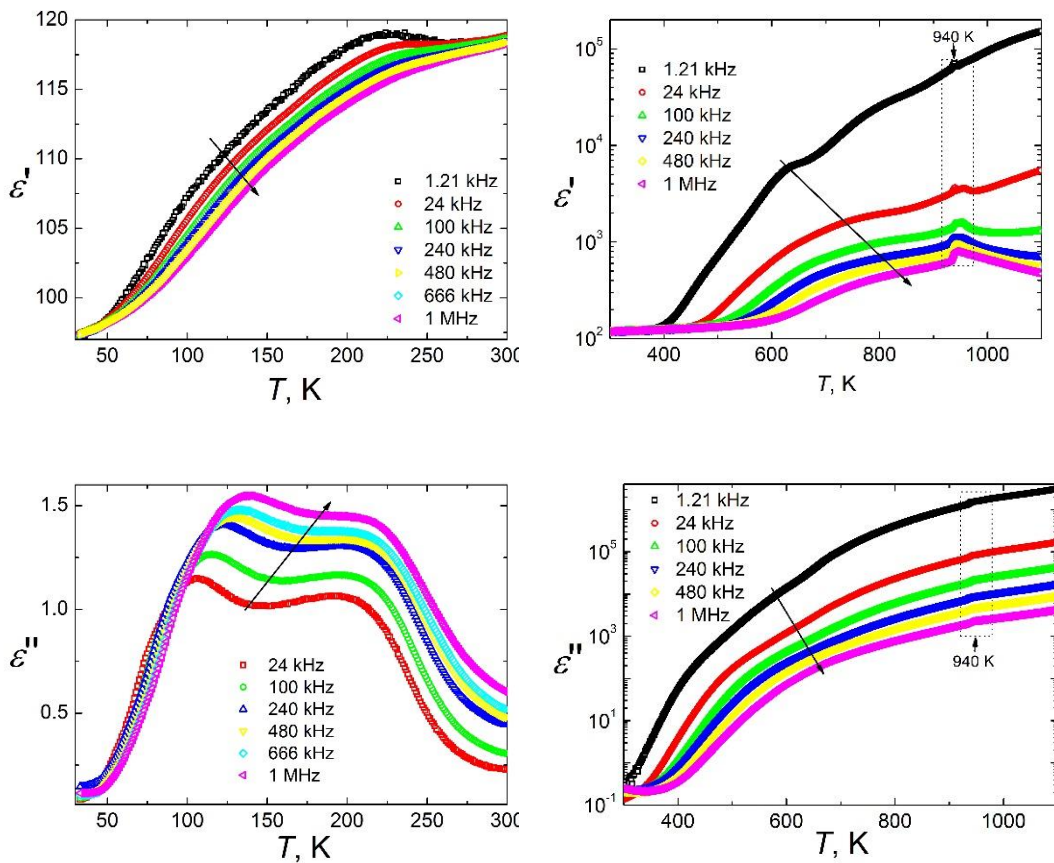 120
115
110
105
100
ε'
1.21 kHz
24 kHz
100 kHz
240 kHz
480 kHz
666 kHz
1 MHz
50 100 150 200 250 300
T, K
10^5
10^4
10^3
10^2
ε'
940 K
1.21 kHz
24 kHz
100 kHz
240 kHz
480 kHz
1 MHz
400 600 800 1000
T, K
1.5
1.0
0.5
ε''
24 kHz
100 kHz
240 kHz
480 kHz
666 kHz
1 MHz
50 100 150 200 250 300
T, K
10^5
10^3
10^1
10^-1
ε''
1.21 kHz
24 kHz
100 kHz
240 kHz
480 kHz
1 MHz
940 K
400 600 800 1000
T, K